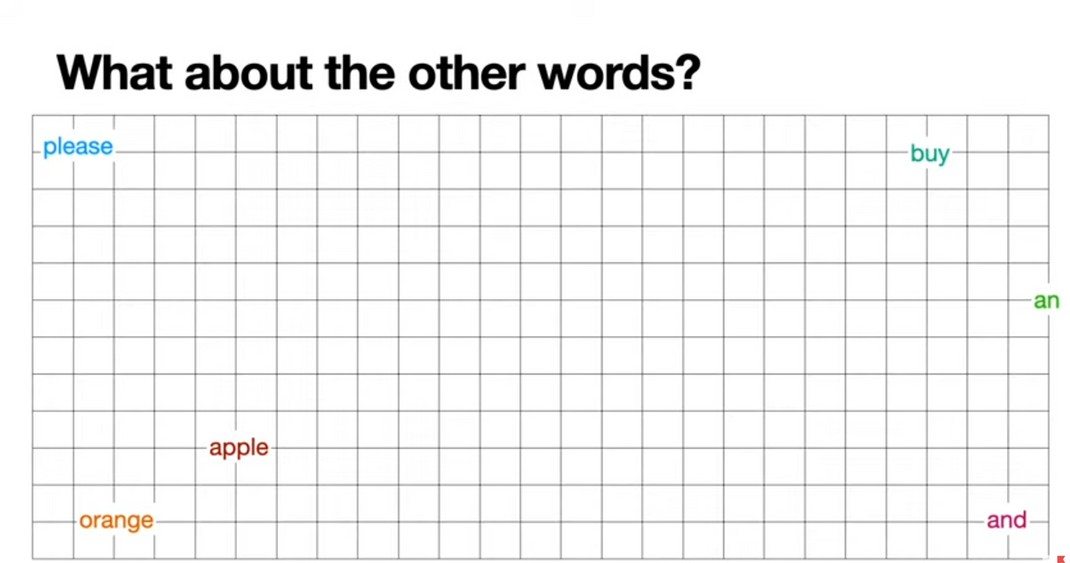 What about the other words?
please
buy
an
apple
orange
and